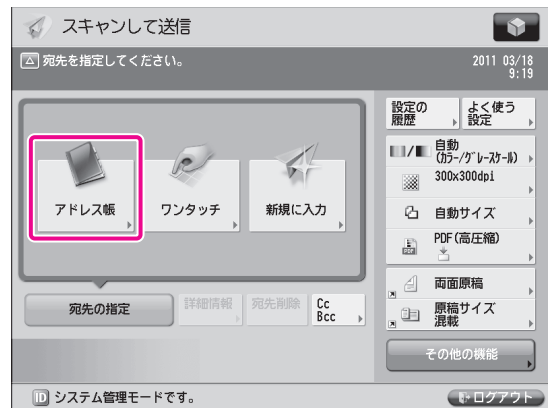 スキャンして送信
宛先を指定してください。
2011 03/18
9:19
設定の
履歴
よく使う
設定
自動
(カラー/グレースケール)
300x300dpi
アドレス帳
ワンタッチ
新規に入力
自動サイズ
PDF(高圧縮)
両面原稿
宛先の指定
詳細情報
宛先削除
Cc
Bcc
原稿サイズ
混載
その他の機能
ID システム管理モードです。
ログアウト